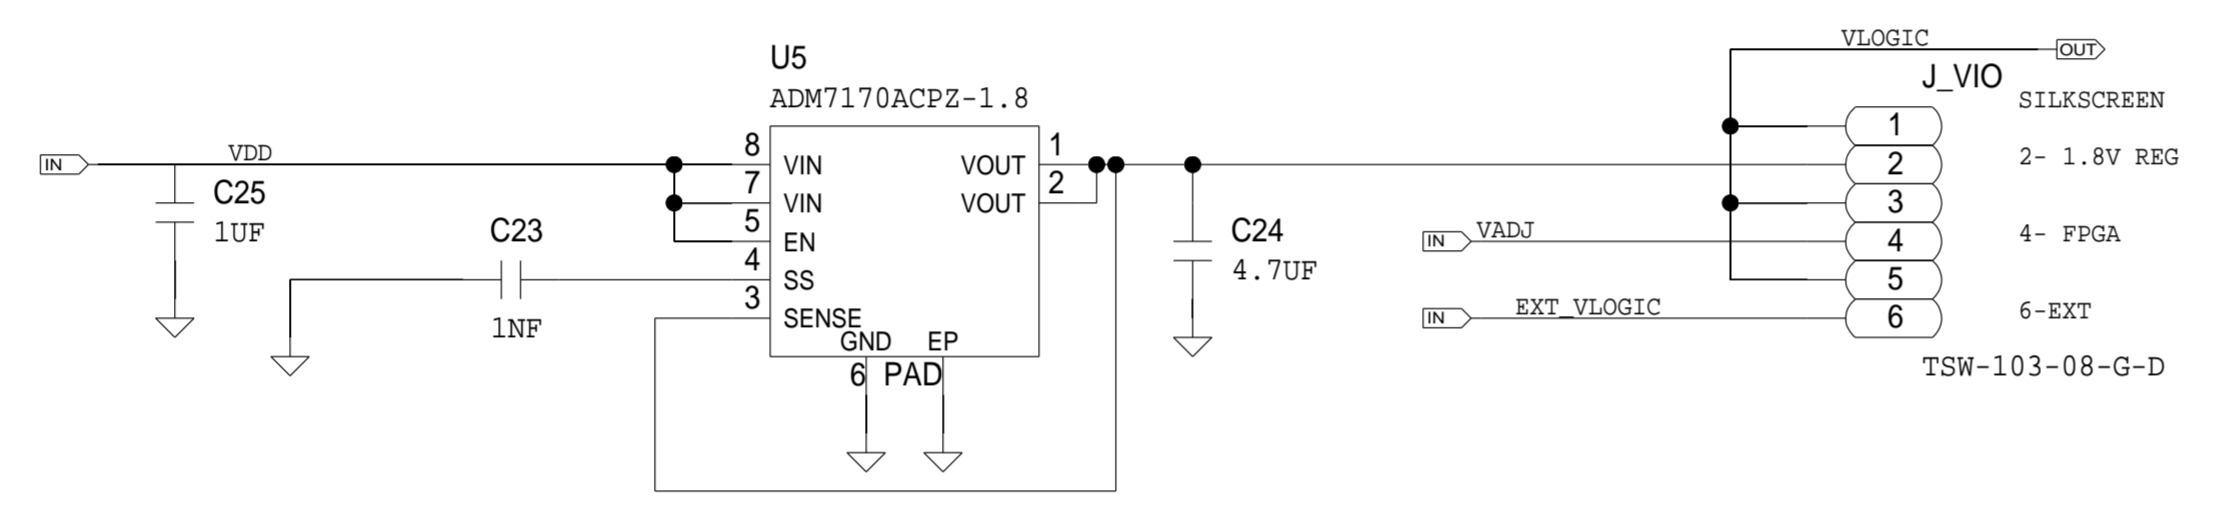 VLOGIC
OUT
U5
J_VIO
ADM7170ACPZ-1.8
SILKSCREEN
1
8
VIN
VOUT
1
IN
VDD
2
2- 1.8V REG
7
VIN
VOUT
2
C25
1UF
3
5
EN
C23
1NF
C24
4.7UF
IN
VADJ
4
4- FPGA
4
SS
5
3
SENSE
GND
EP
6
PAD
IN
EXT_VLOGIC
6
6-EXT
TSW-103-08-G-D